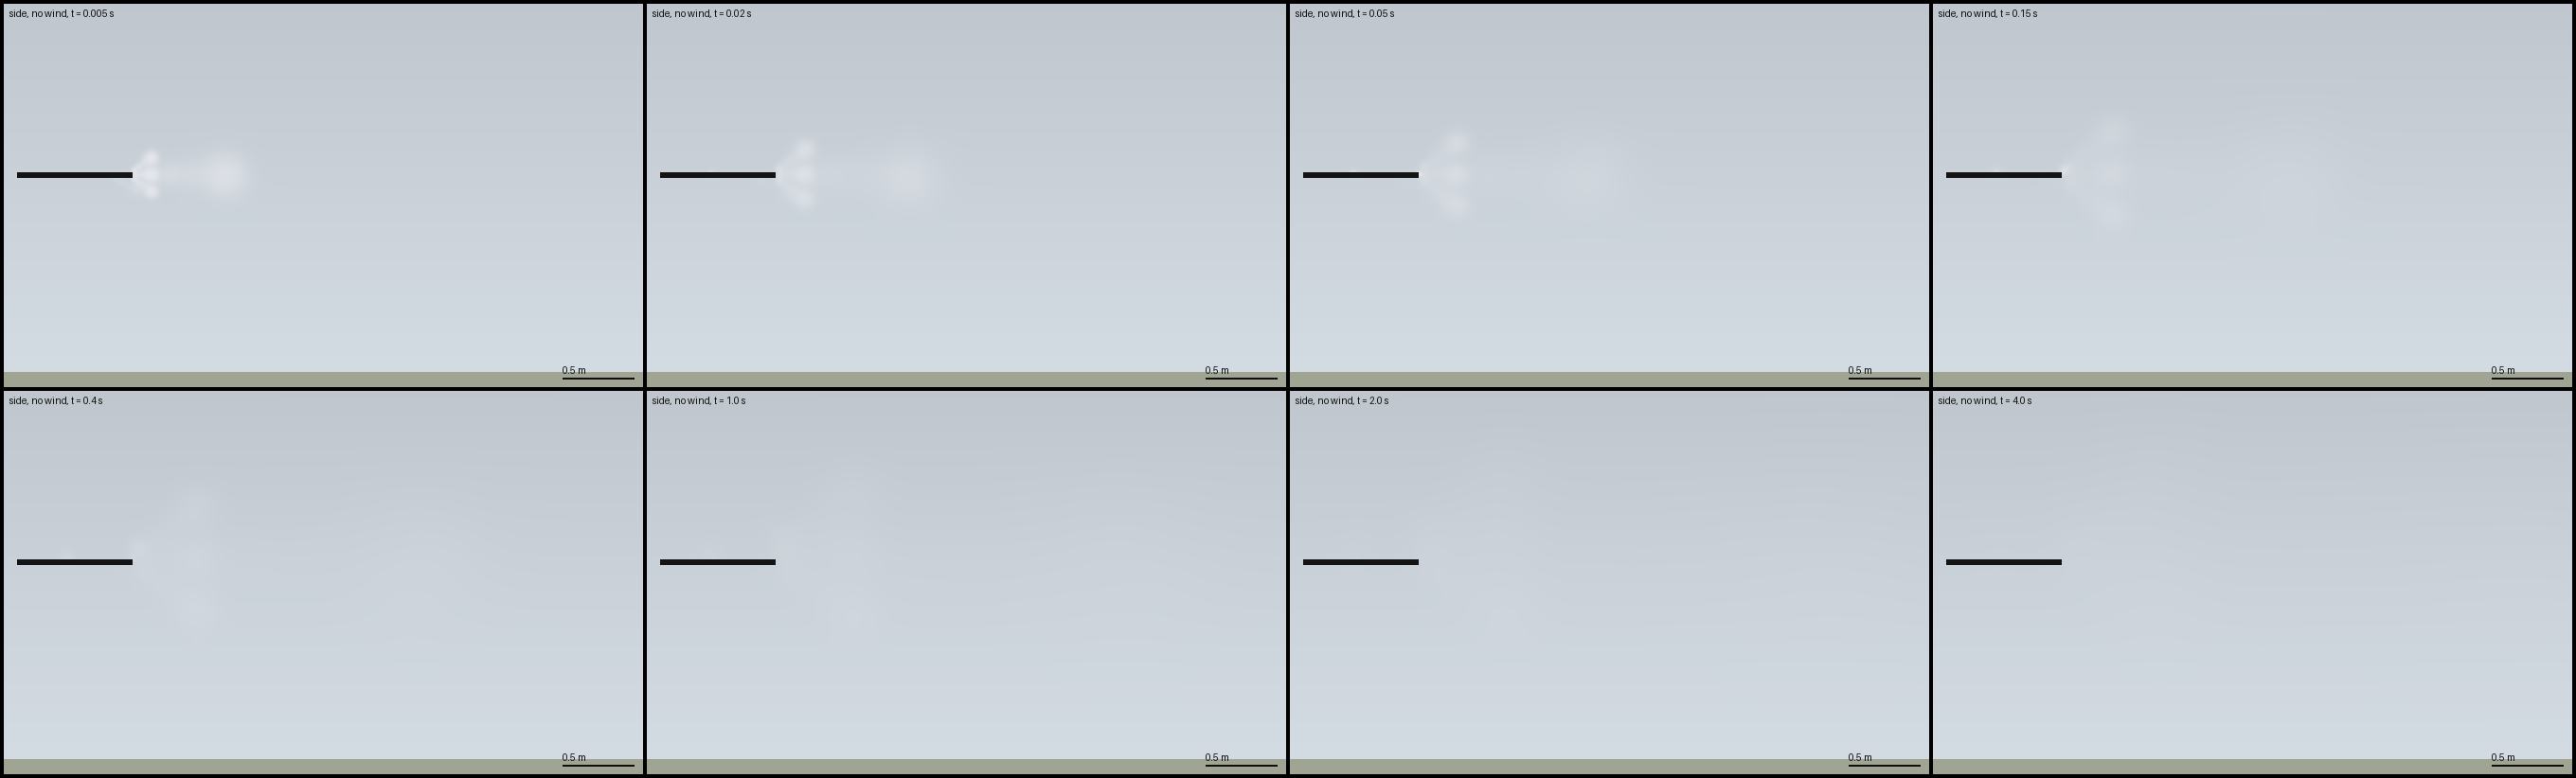 side, no wind, t = 0.005 s
side, no wind, t = 0.02 s
side, no wind, t = 0.05 s
side, no wind, t = 0.15 s
0.5 m
0.5 m
0.5 m
0.5 m
side, no wind, t = 0.4 s
side, no wind, t = 1.0 s
side, no wind, t = 2.0 s
side, no wind, t = 4.0 s
0.5 m
0.5 m
0.5 m
0.5 m